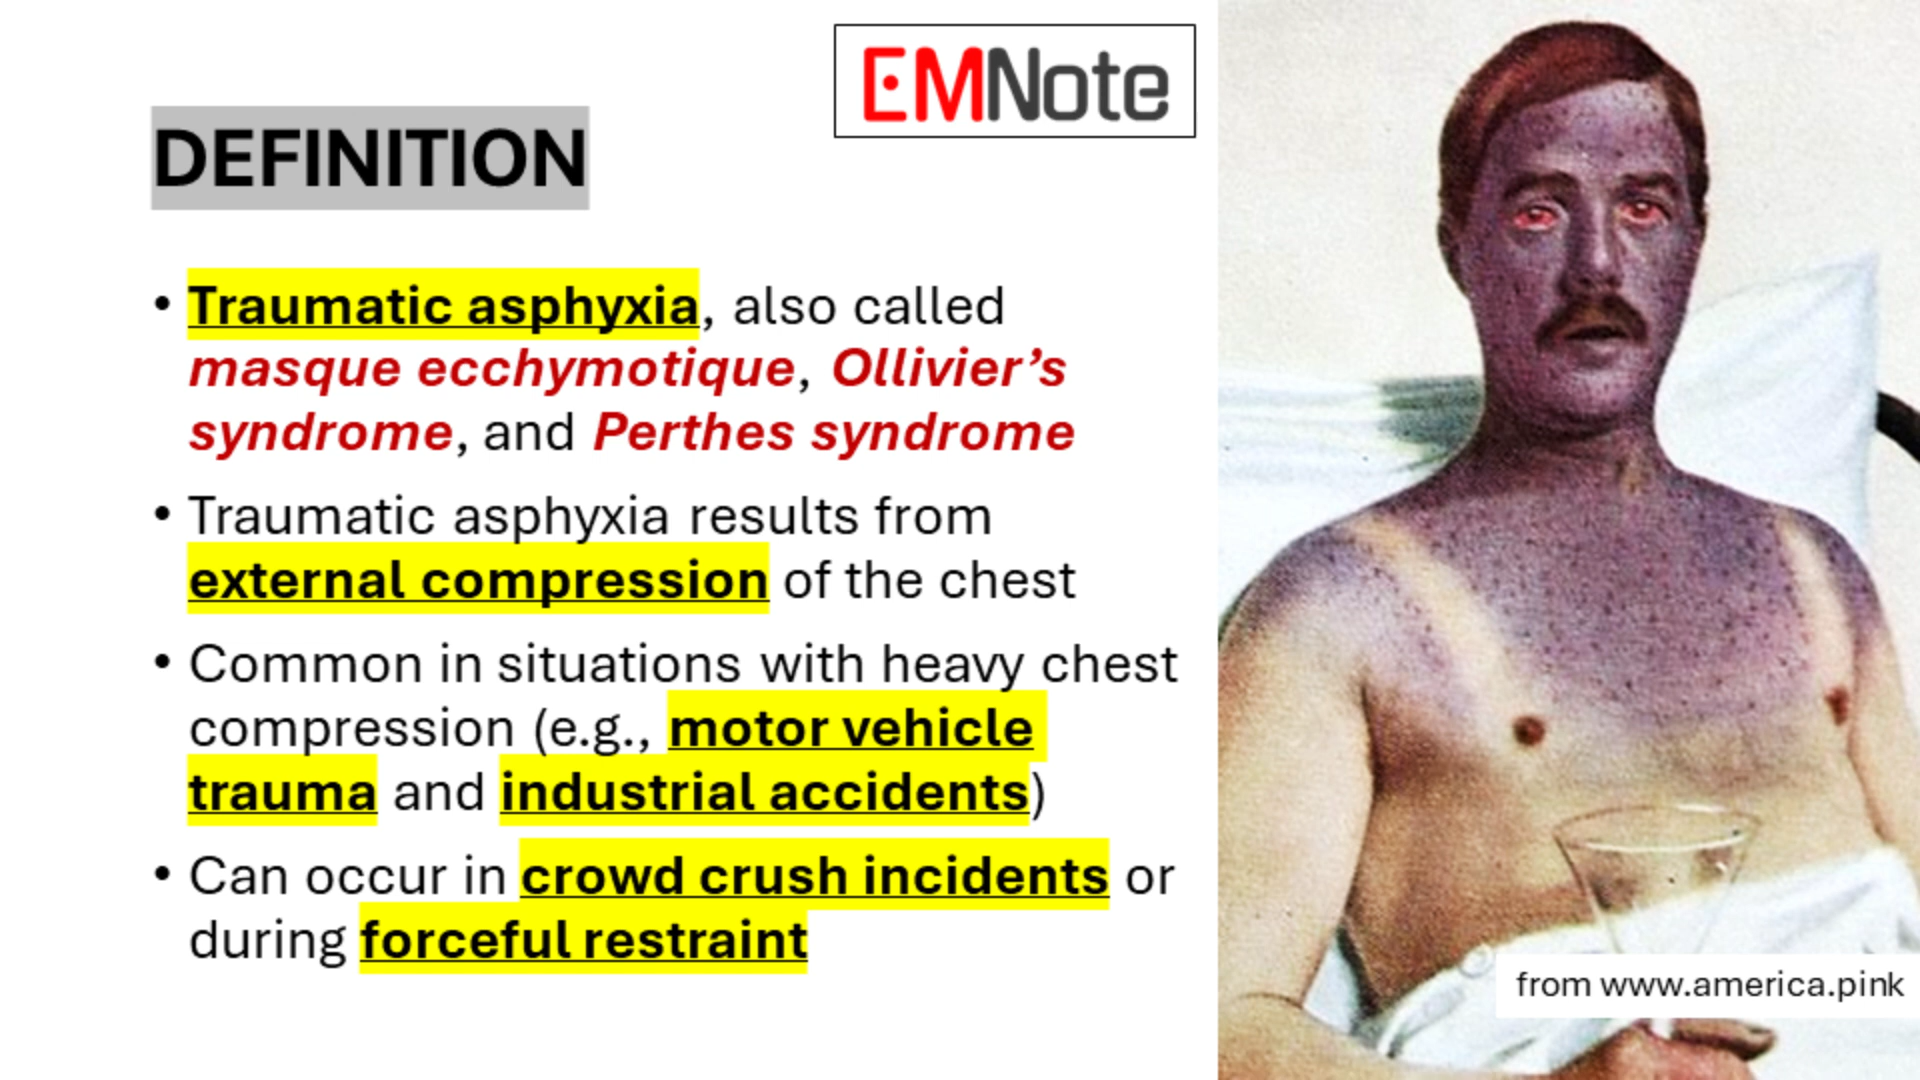 EMNote
DEFINITION
• Traumatic asphyxia, also called
masque ecchymotique, Ollivier’s
syndrome, and Perthes syndrome
• Traumatic asphyxia results from
external compression of the chest
• Common in situations with heavy chest
compression (e.g., motor vehicle
trauma and industrial accidents)
• Can occur in crowd crush incidents or
during forceful restraint
from www.america.pink